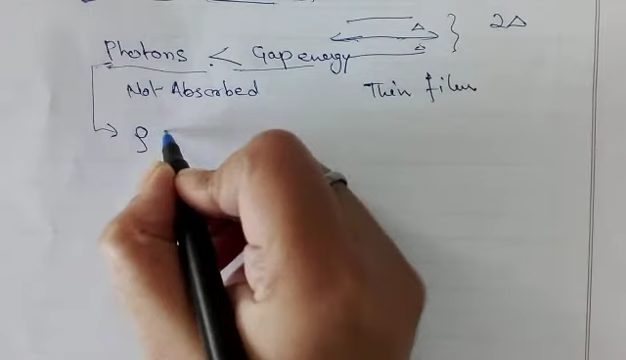 Δ
Δ } 2Δ
Photons < Gap energy
Not-Absorbed Thin film
ρ